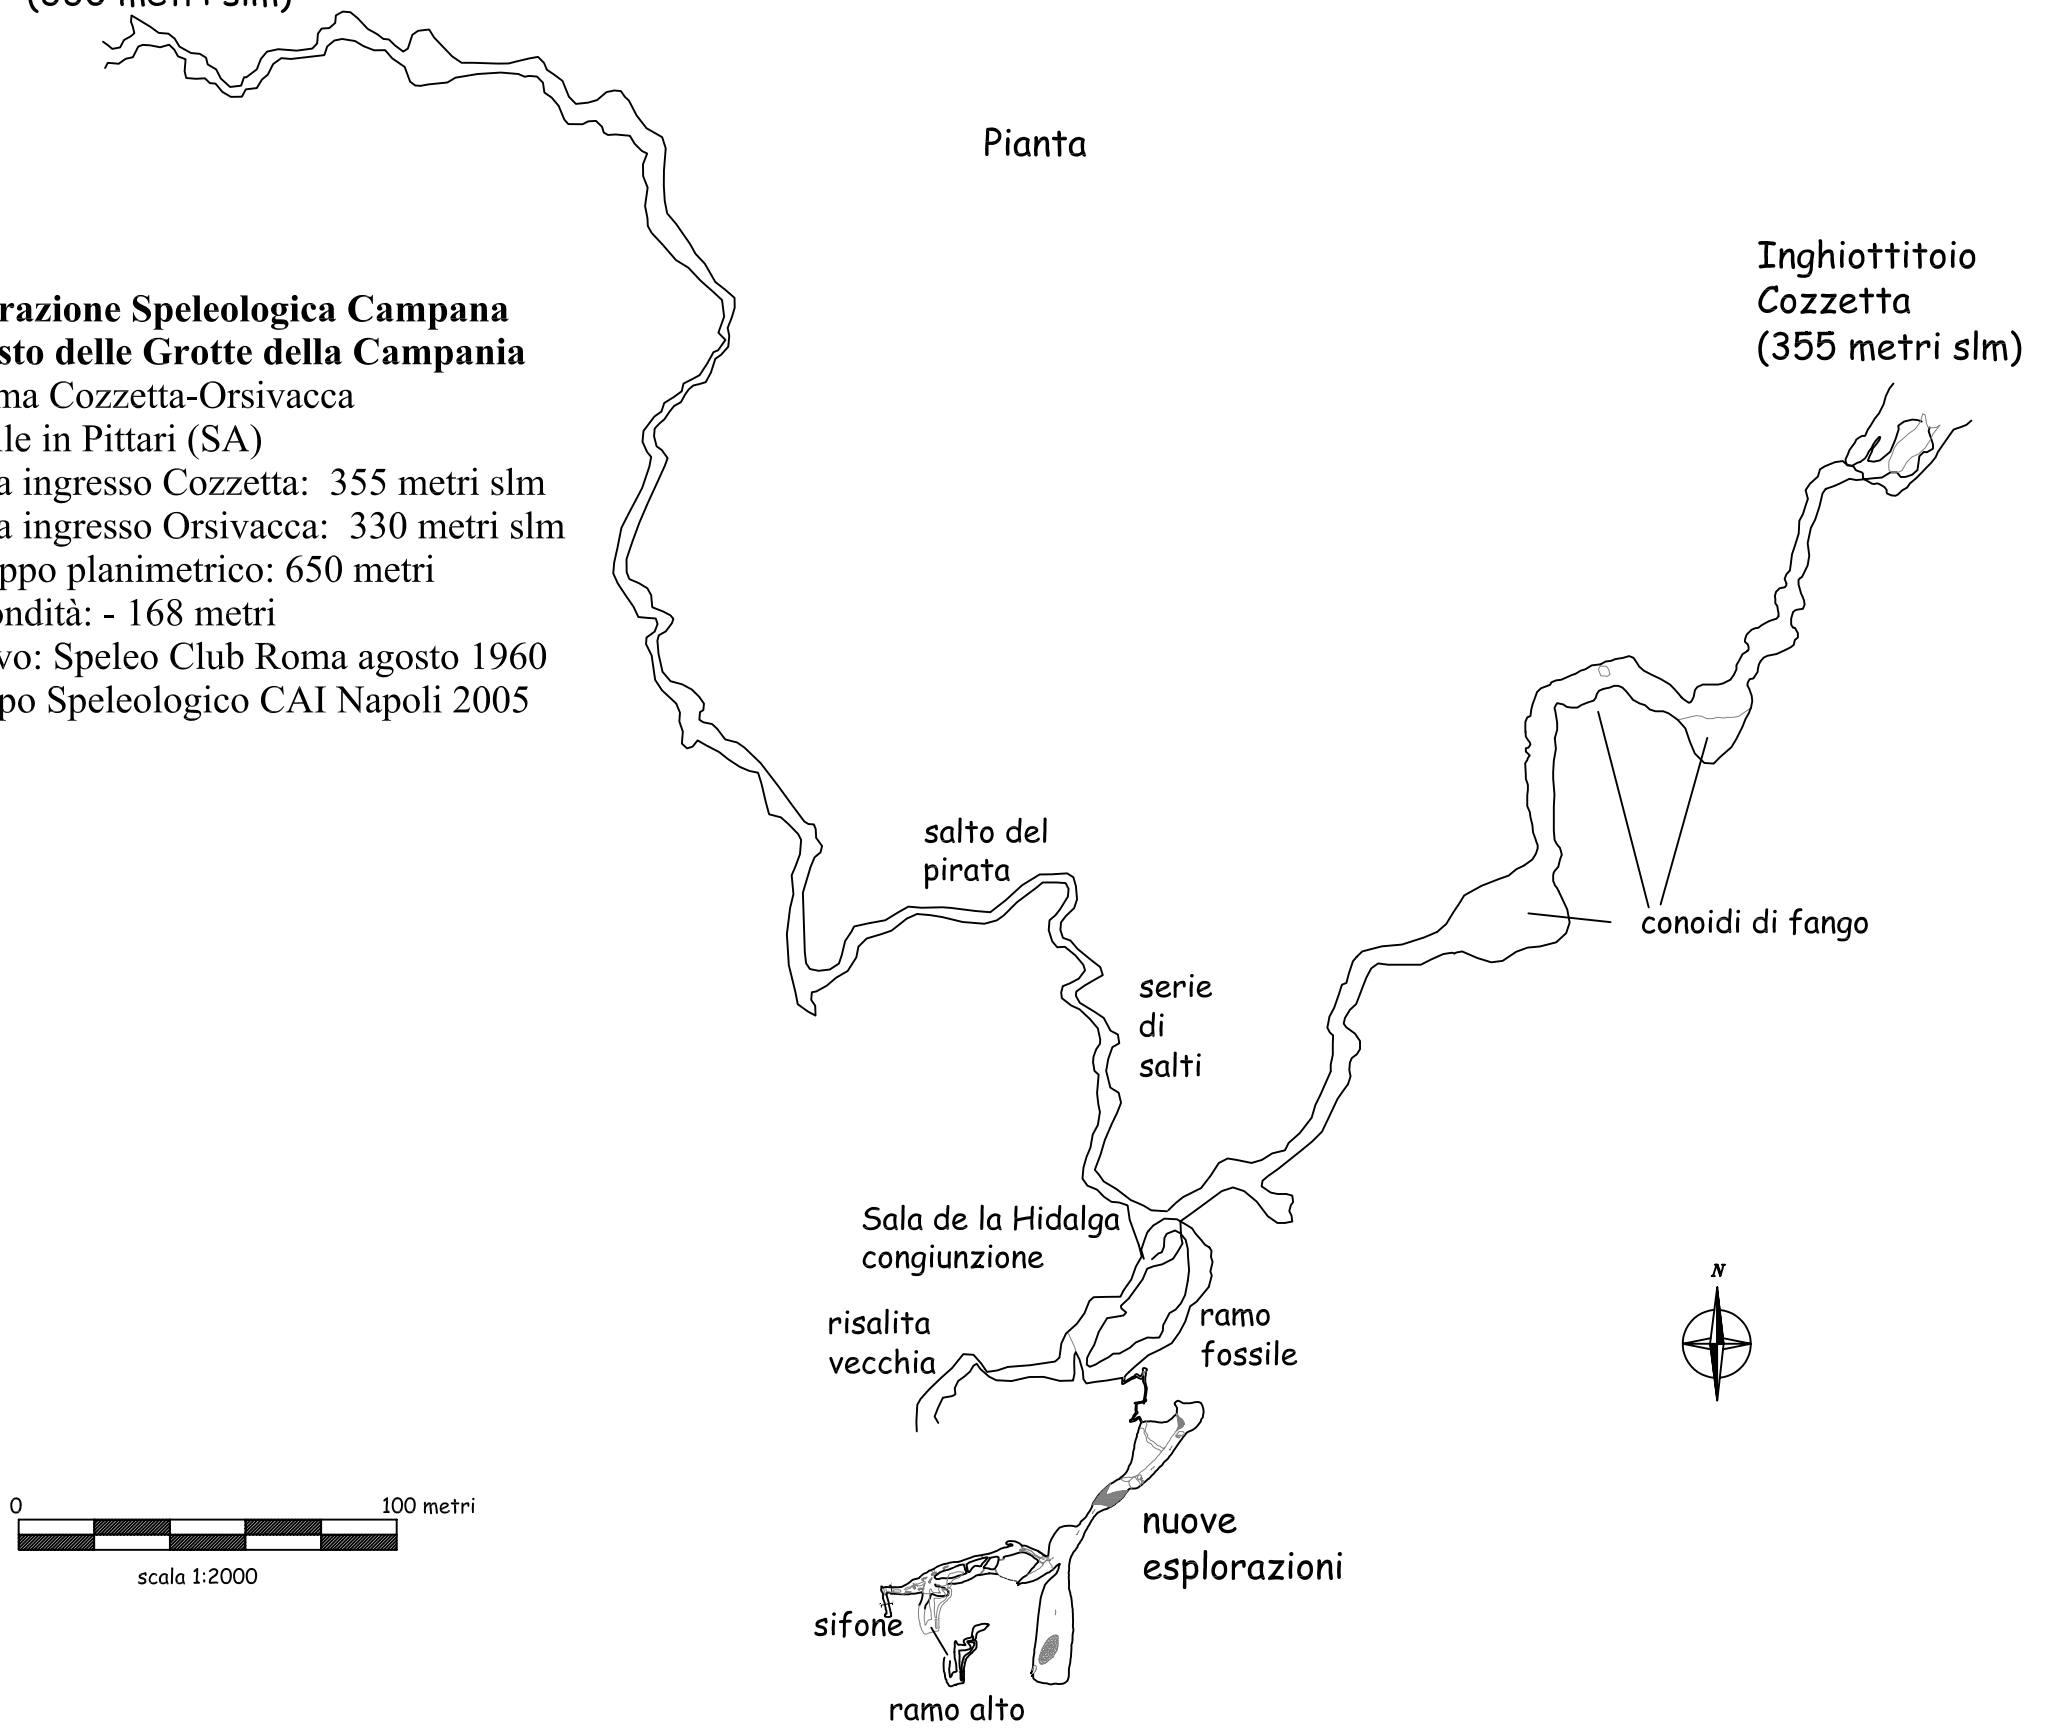 metri slm)
Pianta
Inghiottitoio
Cozzetta
(355 metri slm)
razione Speleologica Campana
sto delle Grotte della Campania
ma Cozzetta-Orsivacca
lle in Pittari (SA)
a ingresso Cozzetta: 355 metri slm
a ingresso Orsivacca: 330 metri slm
ppo planimetrico: 650 metri
ondità: - 168 metri
vo: Speleo Club Roma agosto 1960
po Speleologico CAI Napoli 2005
salto del
pirata
conoidi di fango
serie
di
salti
Sala de la Hidalga
congiunzione
risalita
vecchia
ramo
fossile
N
0
100 metri
scala 1:2000
nuove
esplorazioni
sifone
ramo alto